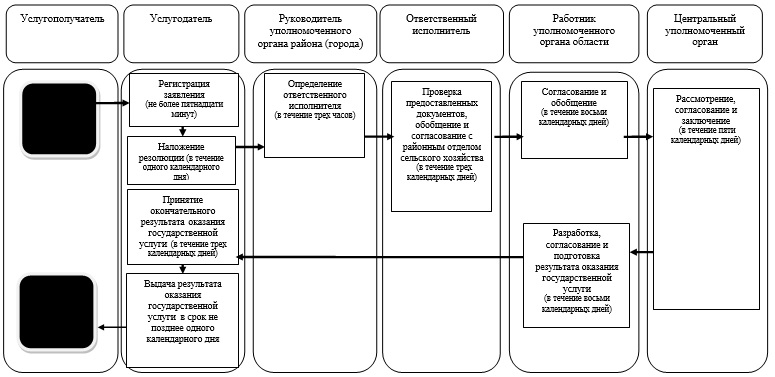 Услугополучатель
Услугодатель
Руководитель
уполномоченного
органа района (города)
Ответственный
исполнитель
Работник
уполномоченного
органа области
Центральный
уполномоченный
орган
Регистрация
заявления
(не более пятнадцати
минут)
Наложение
резолюции (в течение
одного календарного
дня)
Определение
ответственного
исполнителя
(в течение трех часов)
Проверка
предоставленных
документов,
обобщение и
согласование с
районным отделом
сельского хозяйства
(в течение трех
календарных дней)
Согласование и
обобщение
(в течение восьми
календарных дней)
Рассмотрение,
согласование и
заключение
(в течение пяти
календарных дней)
Разработка,
согласование и
подготовка
результата оказания
государственной
услуги
(в течение восьми
календарных дней)
Принятие
окончательного
результата оказания
государственной
услуги (в течение трех
календарных дней)
Выдача результата
оказания
государственной
услуги в срок не
позднее одного
календарного дня